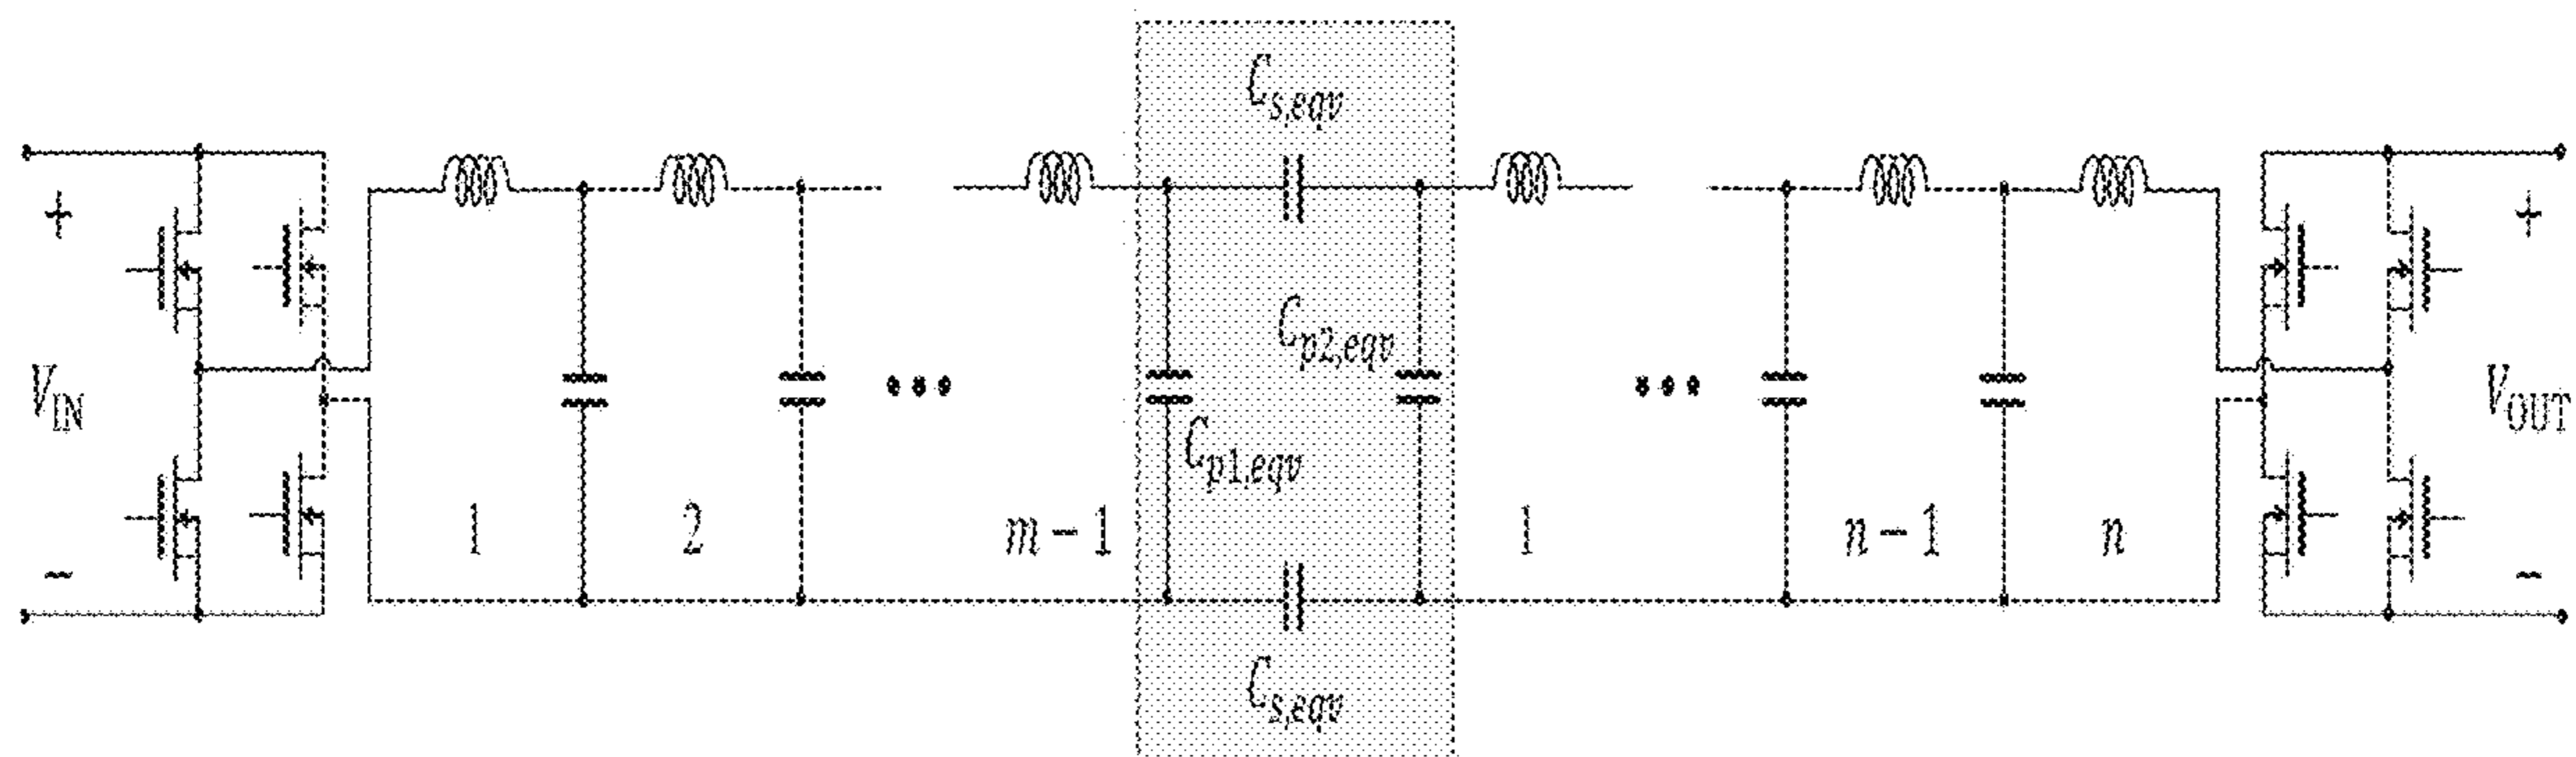 C_{s,eqv}
+
+
C_{p2,eqv}
V_{IN}
V_{OUT}
C_{p1,eqv}
1
2
m-1
1
n-1
n
-
-
C_{s,eqv}